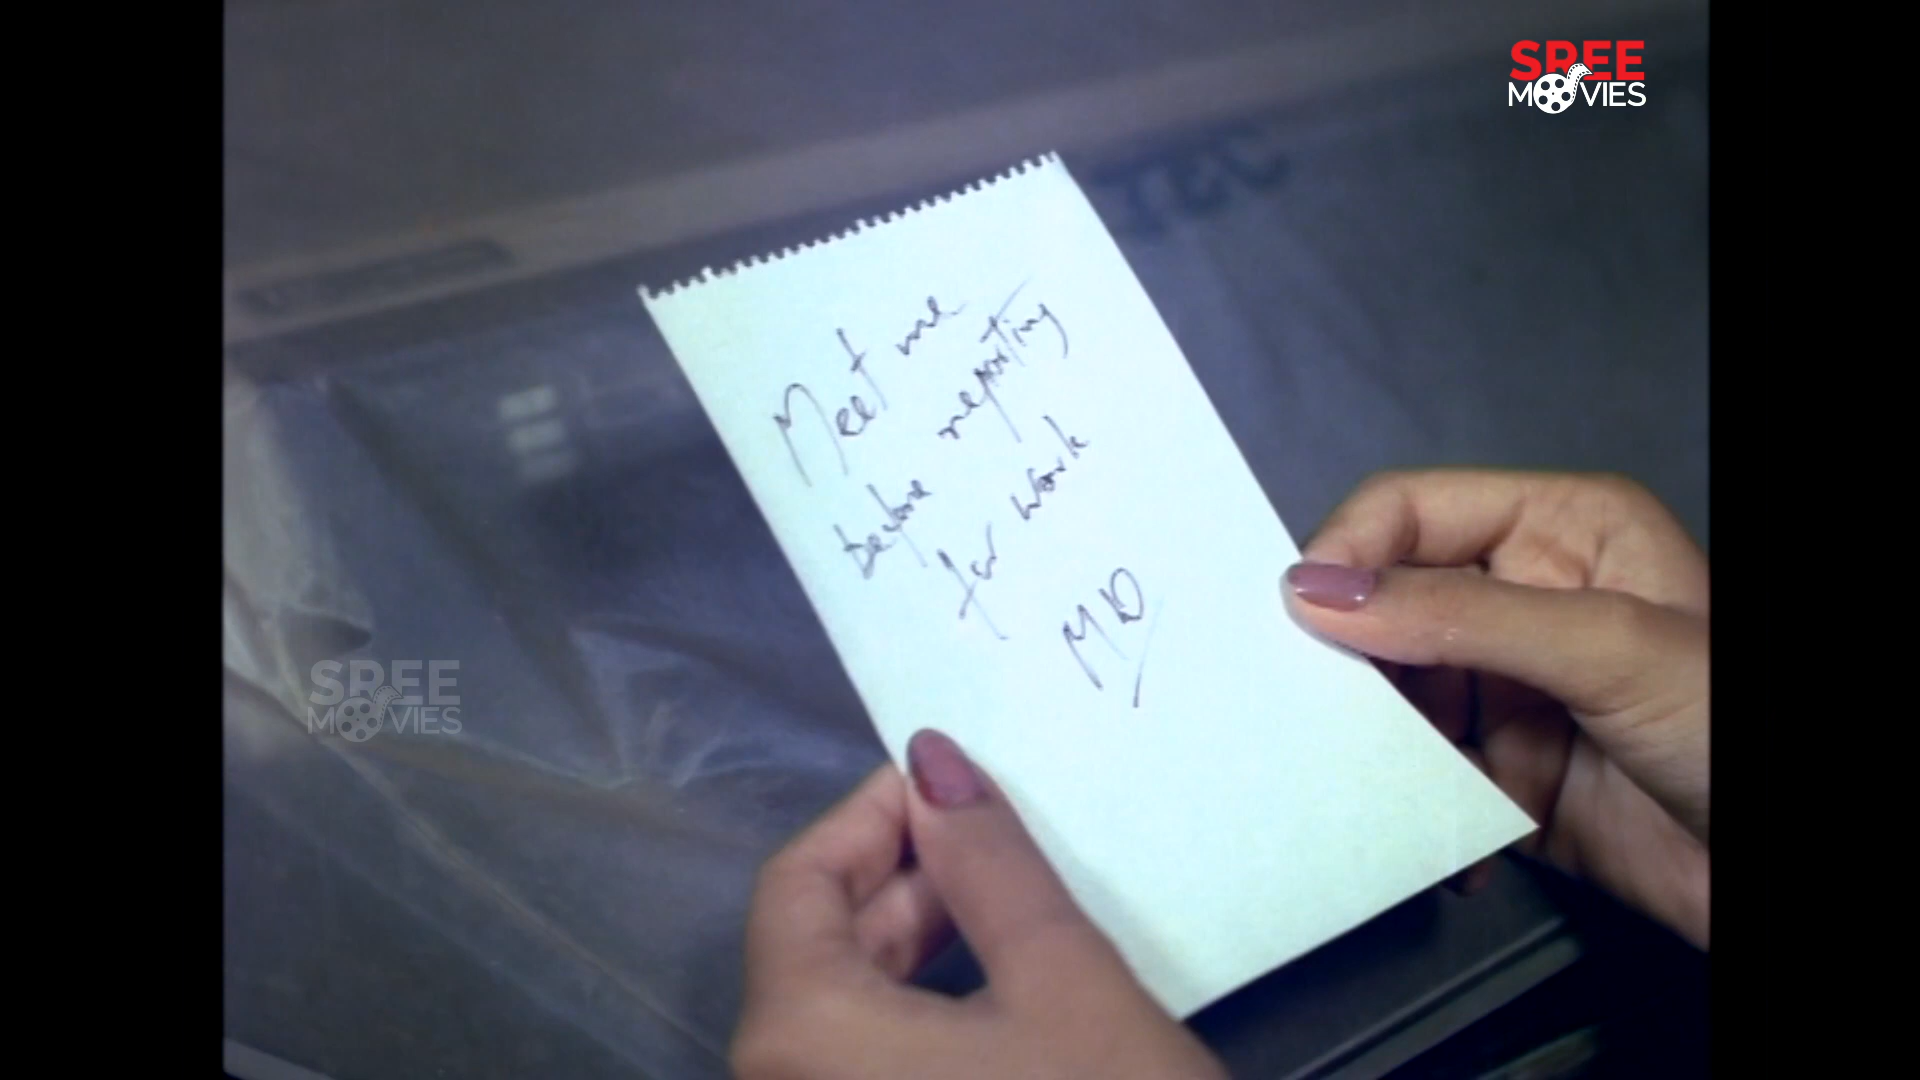 SREE
MOVIES
Meet me
before reporting
for work
MD
SREE
MOVIES